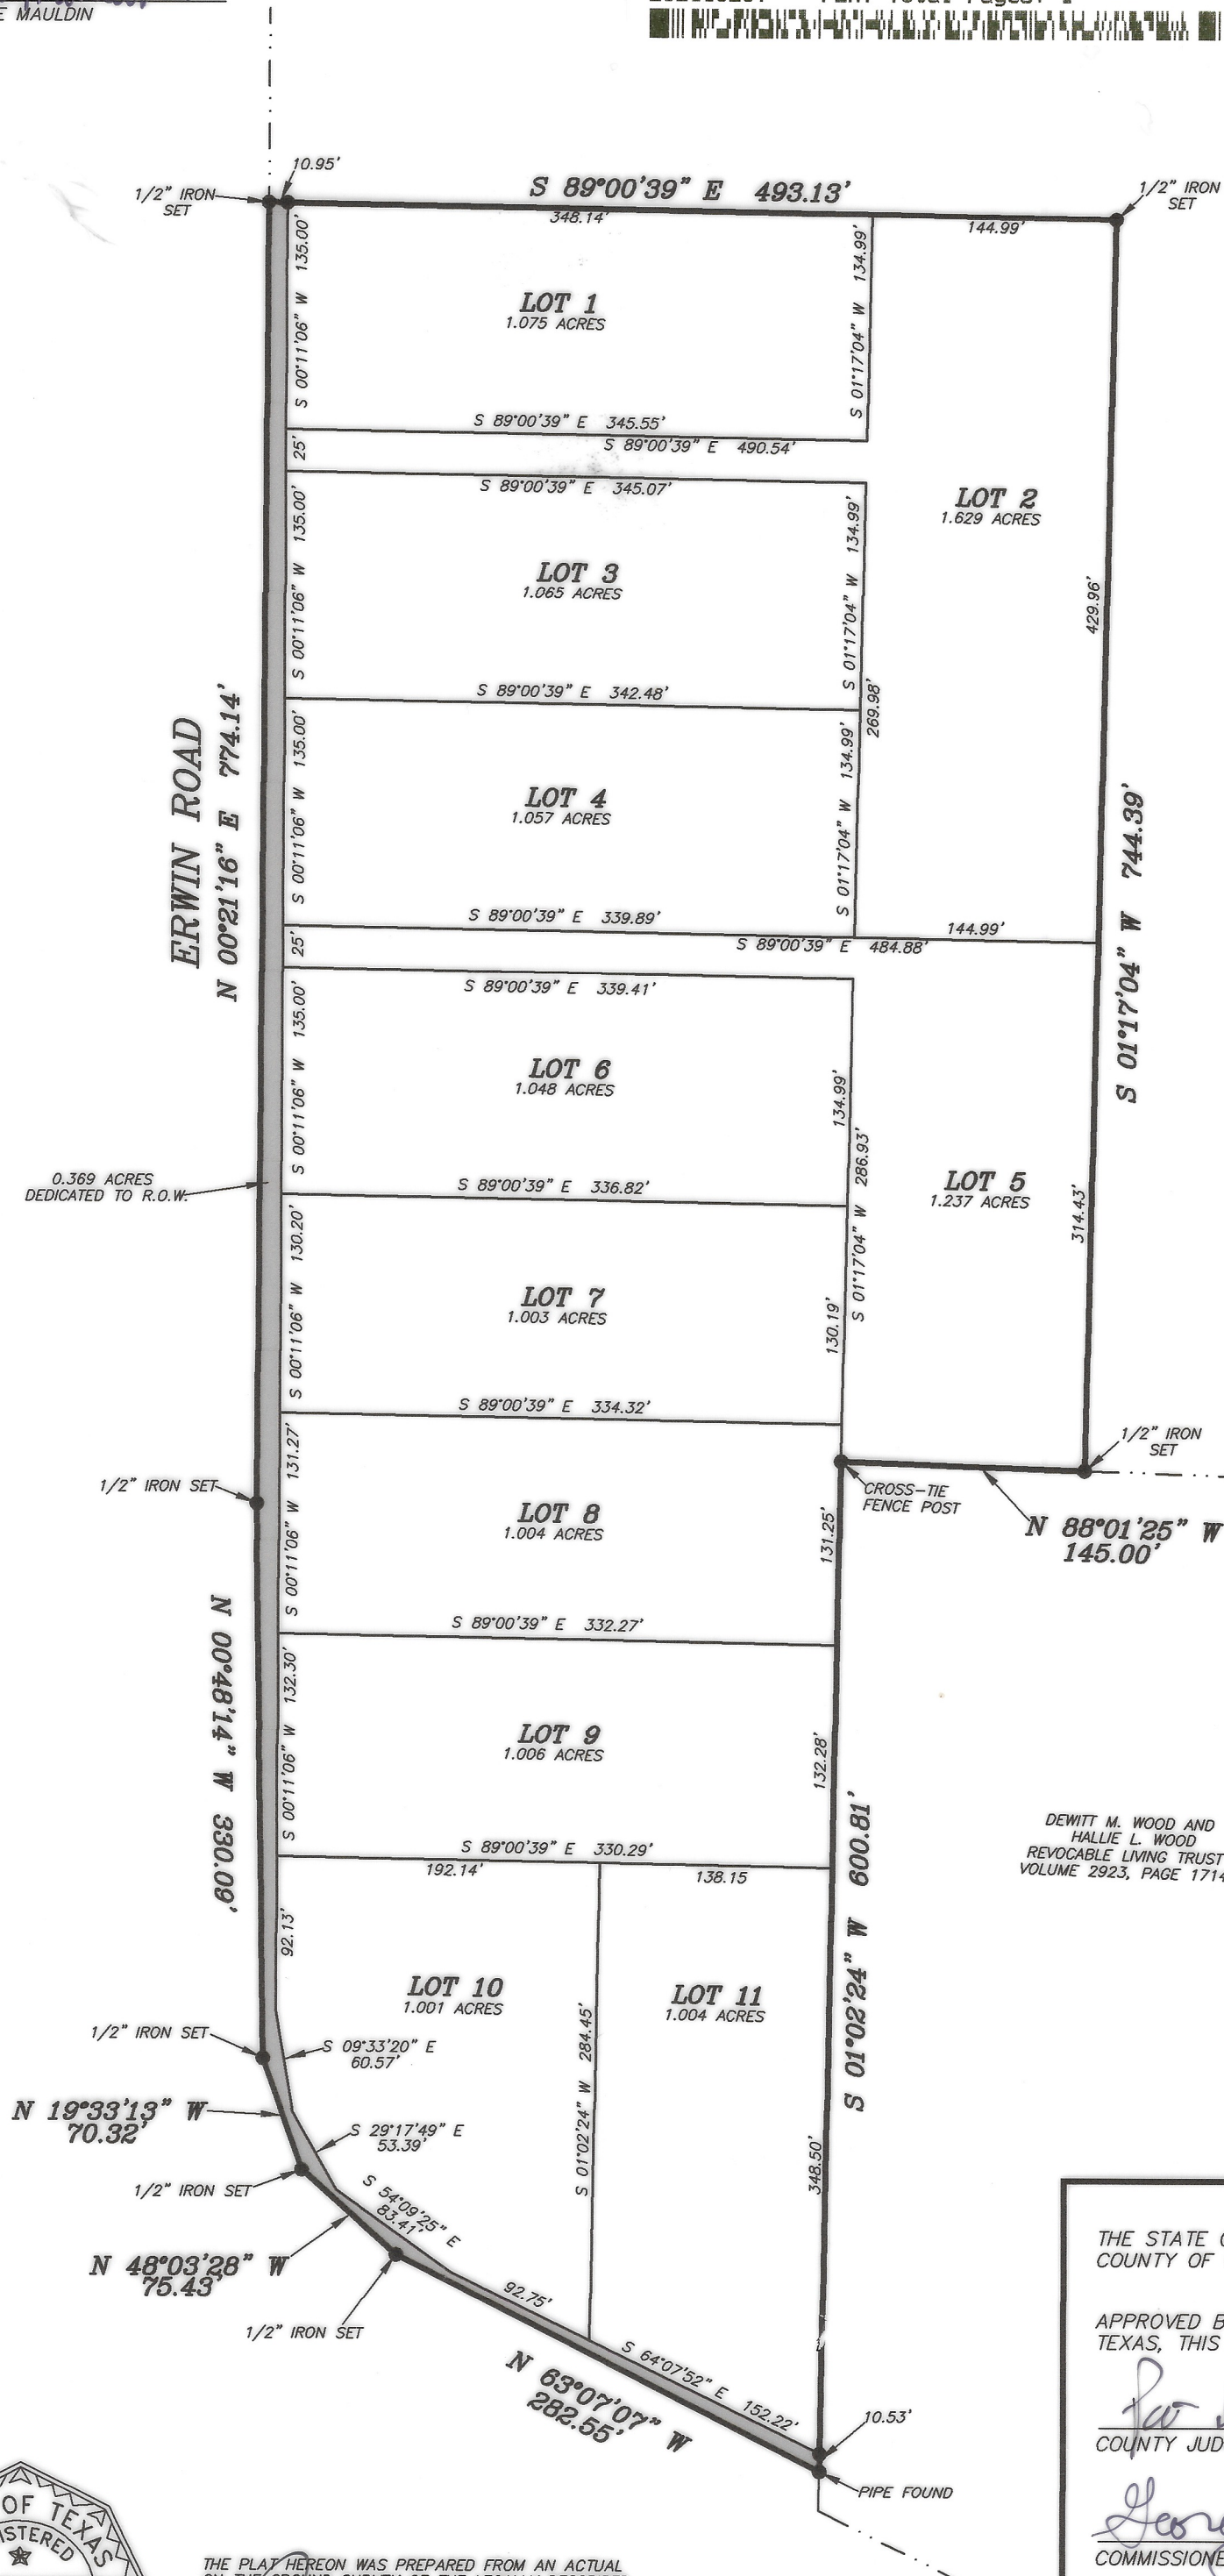 E MAULDIN
10.95'
1/2" IRON
SET
S 89°00'39" E 493.13'
348.14'
144.99'
1/2" IRON
SET
S 00°11'06" W 135.00'
LOT 1
1.075 ACRES
S 01°17'04" W 134.99'
S 89°00'39" E 345.55'
25'
S 89°00'39" E 490.54'
S 89°00'39" E 345.07'
S 00°11'06" W 135.00'
LOT 3
1.065 ACRES
S 01°17'04" W 134.99'
LOT 2
1.629 ACRES
429.96'
S 89°00'39" E 342.48'
269.98'
ERWIN ROAD
N 00°21'16" E 774.14'
S 00°11'06" W 135.00'
LOT 4
1.057 ACRES
S 01°17'04" W 134.99'
S 01°17'04" W 744.39'
S 89°00'39" E 339.89'
144.99'
25'
S 89°00'39" E 484.88'
S 89°00'39" E 339.41'
S 00°11'06" W 135.00'
LOT 6
1.048 ACRES
134.99'
S 01°17'04" W 286.93'
LOT 5
1.237 ACRES
314.43'
0.369 ACRES
DEDICATED TO R.O.W.
S 89°00'39" E 336.82'
S 00°11'06" W 130.20'
LOT 7
1.003 ACRES
130.19'
S 89°00'39" E 334.32'
1/2" IRON
SET
1/2" IRON SET
S 00°11'06" W 131.27'
LOT 8
1.004 ACRES
131.25'
CROSS-TIE
FENCE POST
N 88°01'25" W
145.00'
S 89°00'39" E 332.27'
N 00°48'14" W 330.09'
S 00°11'06" W 132.30'
LOT 9
1.006 ACRES
132.28'
S 01°02'24" W 600.81'
DEWITT M. WOOD AND
HALLIE L. WOOD
REVOCABLE LIVING TRUST
VOLUME 2923, PAGE 1714
S 89°00'39" E 330.29'
192.14'
138.15
92.13'
LOT 10
1.001 ACRES
S 01°02'24" W 284.45'
LOT 11
1.004 ACRES
348.50'
1/2" IRON SET
S 09°33'20" E
60.57'
N 19°33'13" W
70.32'
S 29°17'49" E
53.39'
1/2" IRON SET
S 54°09'25" E
83.41'
N 48°03'28" W
75.43'
92.75'
1/2" IRON SET
S 64°07'52" E 152.22'
N 63°07'07" W
282.55'
10.53'
PIPE FOUND
THE STATE
COUNTY OF
APPROVED B
TEXAS, THIS
COUNTY JUD
COMMISSIONE
OF TEXAS
ISTERED
THE PLAT HEREON WAS PREPARED FROM AN ACTUAL